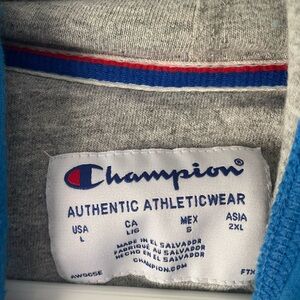 Champion®
AUTHENTIC ATHLETICWEAR
USA CA MEX ASIA
L L/G G 2XL
MADE IN EL SALVADOR
FABRIQUÉ AU SALVADOR
HECHO EN EL SALVADOR
CHAMPION.COM